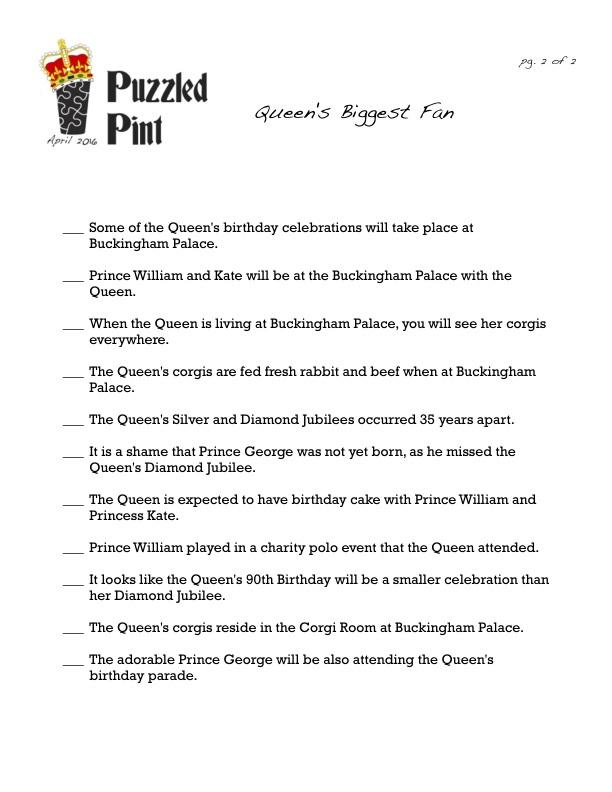 pg. 2 of 2
Puzzled
Pint
April 2016
Queen's Biggest Fan
___ Some of the Queen's birthday celebrations will take place at
Buckingham Palace.
___ Prince William and Kate will be at the Buckingham Palace with the
Queen.
___ When the Queen is living at Buckingham Palace, you will see her corgis
everywhere.
___ The Queen's corgis are fed fresh rabbit and beef when at Buckingham
Palace.
___ The Queen's Silver and Diamond Jubilees occurred 35 years apart.
___ It is a shame that Prince George was not yet born, as he missed the
Queen's Diamond Jubilee.
___ The Queen is expected to have birthday cake with Prince William and
Princess Kate.
___ Prince William played in a charity polo event that the Queen attended.
___ It looks like the Queen's 90th Birthday will be a smaller celebration than
her Diamond Jubilee.
___ The Queen's corgis reside in the Corgi Room at Buckingham Palace.
___ The adorable Prince George will be also attending the Queen's
birthday parade.